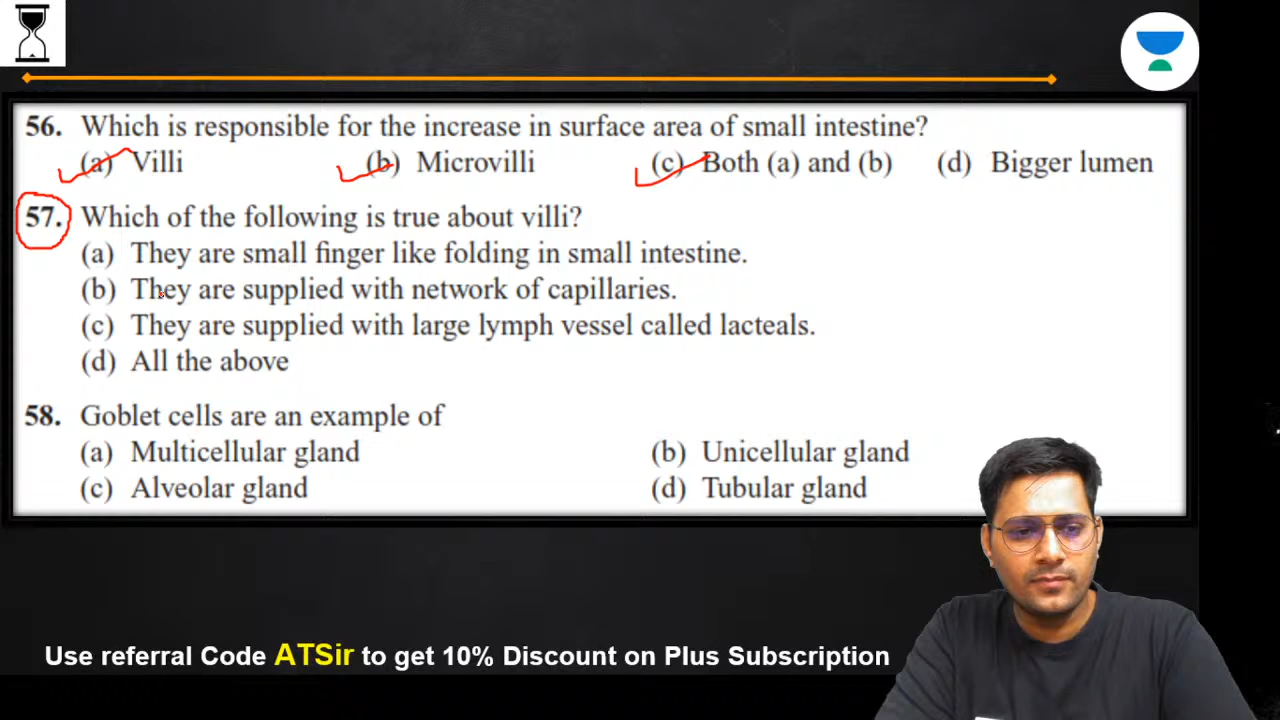 56. Which is responsible for the increase in surface area of small intestine?
(a) Villi (b) Microvilli (c) Both (a) and (b) (d) Bigger lumen
57. Which of the following is true about villi?
(a) They are small finger like folding in small intestine.
(b) They are supplied with network of capillaries.
(c) They are supplied with large lymph vessel called lacteals.
(d) All the above
58. Goblet cells are an example of
(a) Multicellular gland (b) Unicellular gland
(c) Alveolar gland (d) Tubular gland
Use referral Code ATSir to get 10% Discount on Plus Subscription